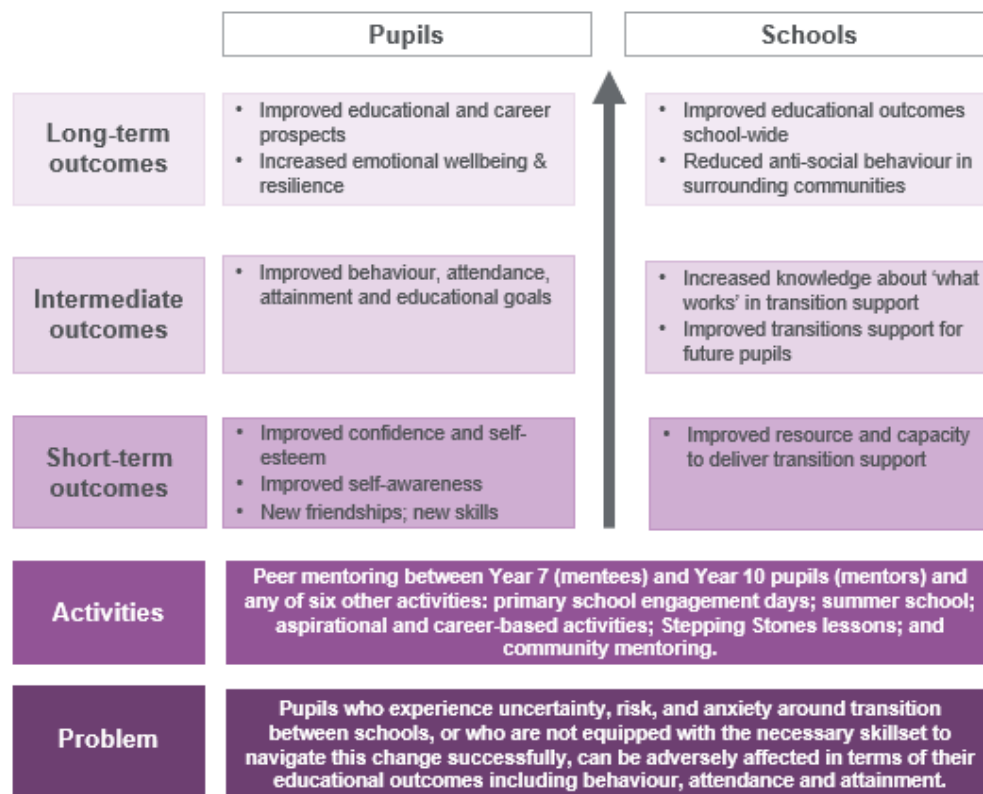 Pupils
Schools
Long-term
outcomes
• Improved educational and career
prospects
• Increased emotional wellbeing &
resilience
• Improved educational outcomes
school-wide
• Reduced anti-social behaviour in
surrounding communities
Intermediate
outcomes
• Improved behaviour, attendance,
attainment and educational goals
• Increased knowledge about ‘what
works’ in transition support
• Improved transitions support for
future pupils
Short-term
outcomes
• Improved confidence and self-
esteem
• Improved self-awareness
• New friendships; new skills
• Improved resource and capacity
to deliver transition support
Activities
Peer mentoring between Year 7 (mentees) and Year 10 pupils (mentors) and
any of six other activities: primary school engagement days; summer school;
aspirational and career-based activities; Stepping Stones lessons; and
community mentoring.
Problem
Pupils who experience uncertainty, risk, and anxiety around transition
between schools, or who are not equipped with the necessary skillset to
navigate this change successfully, can be adversely affected in terms of their
educational outcomes including behaviour, attendance and attainment.